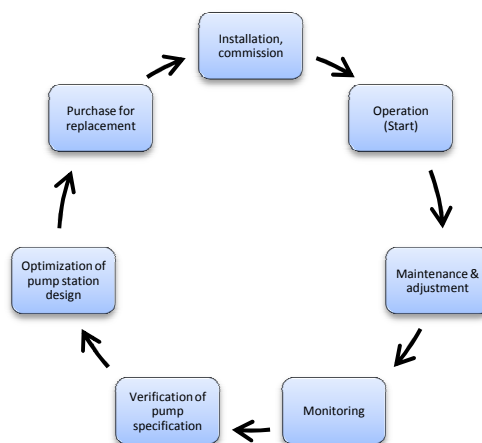 Installation,
commission
Operation
(Start)
Maintenance &
adjustment
Monitoring
Verification of
pump
specification
Optimization of
pump station
design
Purchase for
replacement